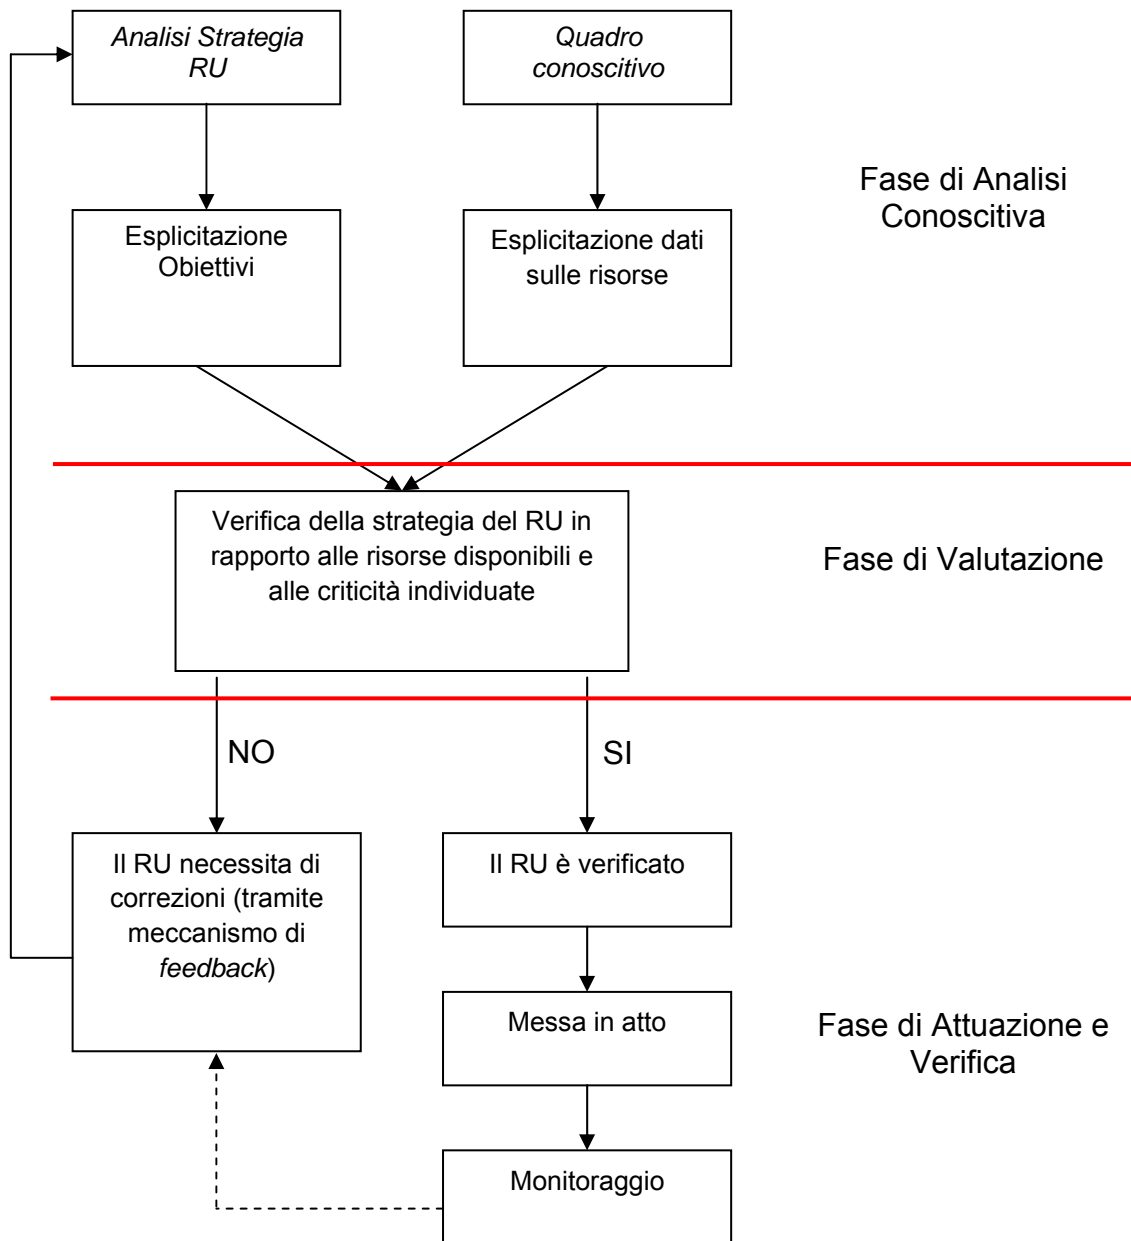 Analisi Strategia
RU
Quadro
conoscitivo
Fase di Analisi
Conoscitiva
Esplicitazione
Obiettivi
Esplicitazione dati
sulle risorse
Verifica della strategia del RU in
rapporto alle risorse disponibili e
alle criticità individuate
Fase di Valutazione
NO
SI
Il RU necessita di
correzioni (tramite
meccanismo di
feedback)
Il RU è verificato
Messa in atto
Fase di Attuazione e
Verifica
Monitoraggio